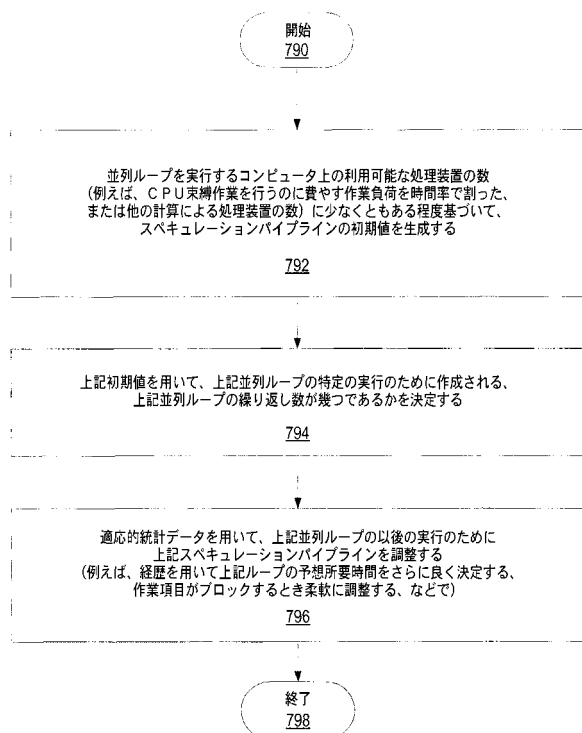 開始
790
並列ループを実行するコンピュータ上の利用可能な処理装置の数
(例えば、CPU束縛作業を行うのに費やす作業負荷を時間率で割った、
または他の計算による処理装置の数)に少なくともある程度基づいて、
スペキュレーションパイプラインの初期値を生成する
792
上記初期値を用いて、上記並列ループの特定の実行のために作成される、
上記並列ループの繰り返し数が幾つであるかを決定する
794
適応的統計データを用いて、上記並列ループの以後の実行のために
上記スペキュレーションパイプラインを調整する
(例えば、経歴を用いて上記ループの予想所要時間をさらに良く決定する、
作業項目がブロックするとき柔軟に調整する、などで)
796
終了
798